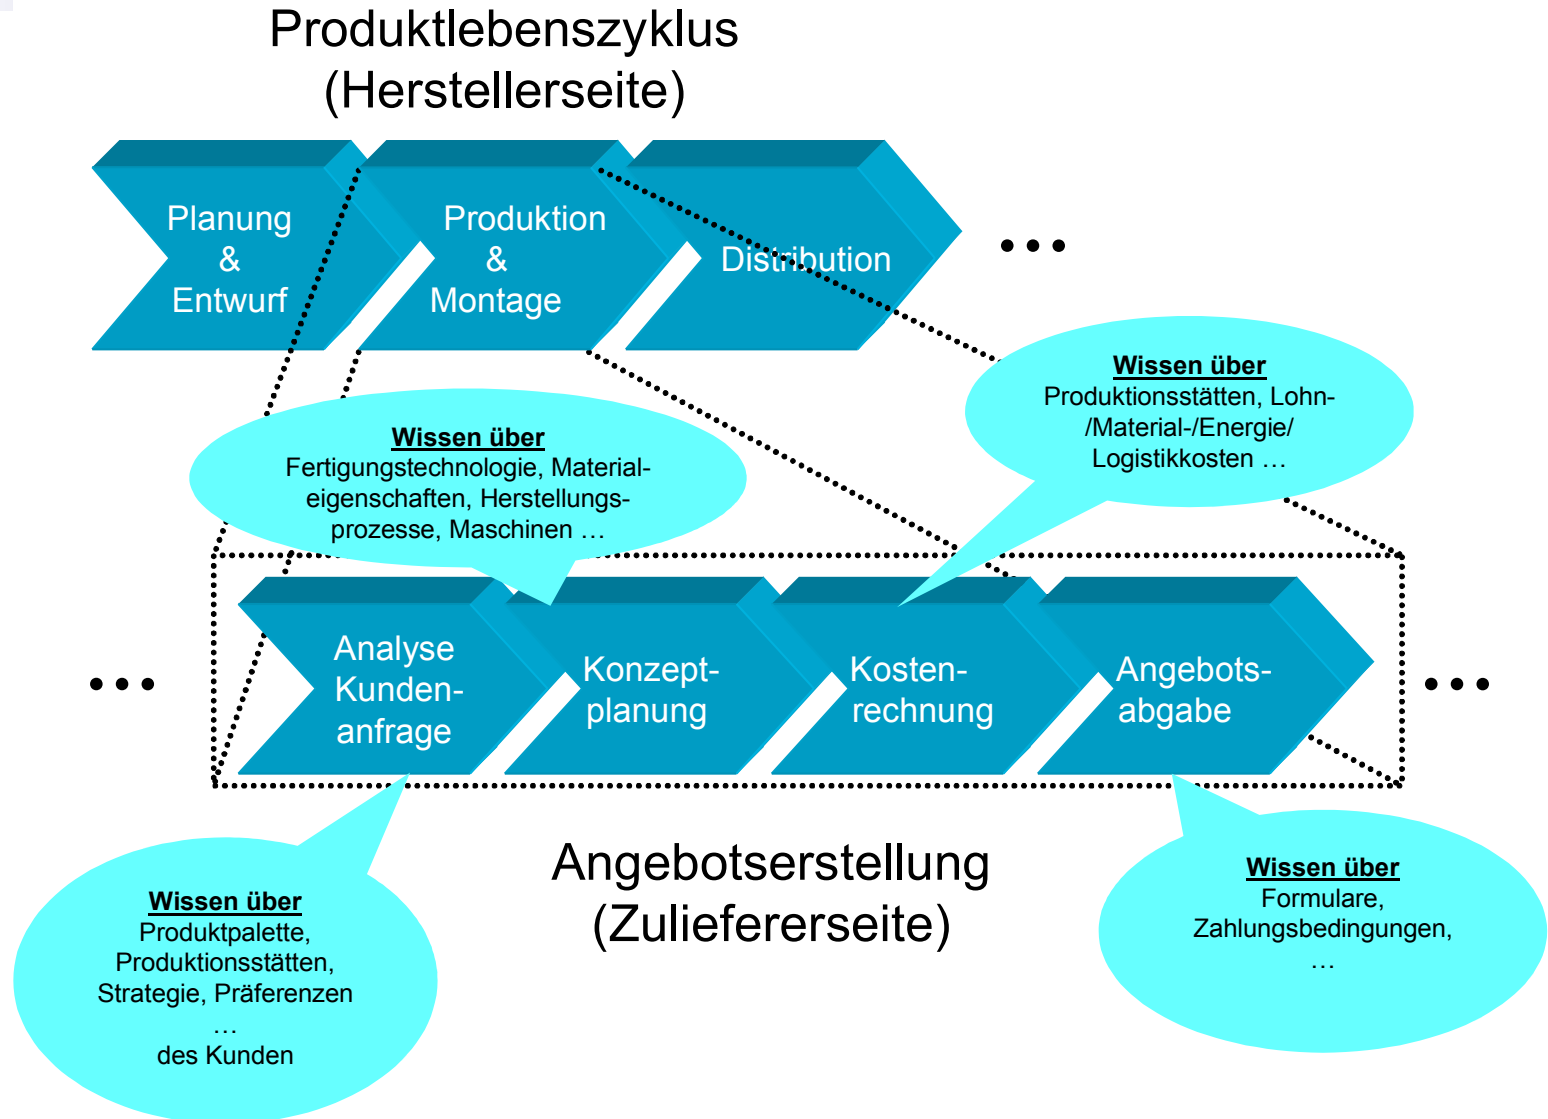 Produktlebenszyklus
(Herstellerseite)
Planung
&
Entwurf
Produktion
&
Montage
Distribution
...
Wissen über
Produktionsstätten, Lohn-
/Material-/Energie/
Logistikkosten …
Wissen über
Fertigungstechnologie, Material-
eigenschaften, Herstellungs-
prozesse, Maschinen …
...
Analyse
Kunden-
anfrage
Konzept-
planung
Kosten-
rechnung
Angebots-
abgabe
...
Angebotserstellung
(Zuliefererseite)
Wissen über
Produktpalette,
Produktionsstätten,
Strategie, Präferenzen
…
des Kunden
Wissen über
Formulare,
Zahlungsbedingungen,
…